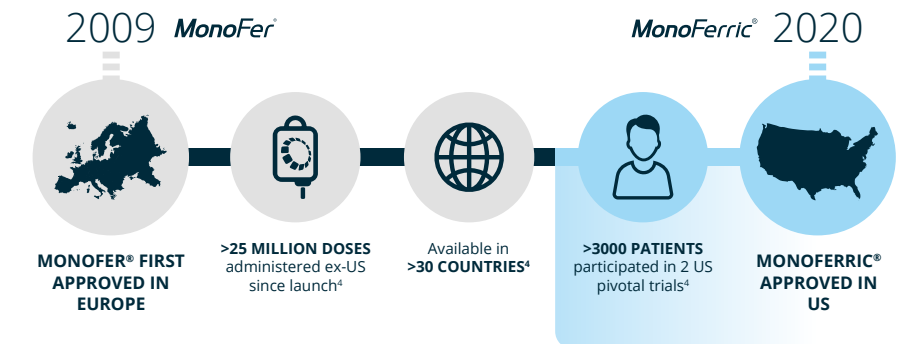 2009 MonoFer®
MonoFerric® 2020
MONOFER® FIRST
APPROVED IN
EUROPE
>25 MILLION DOSES
administered ex-US
since launch⁴
Available in
>30 COUNTRIES⁴
>3000 PATIENTS
participated in 2 US
pivotal trials⁴
MONOFERRIC®
APPROVED IN
US